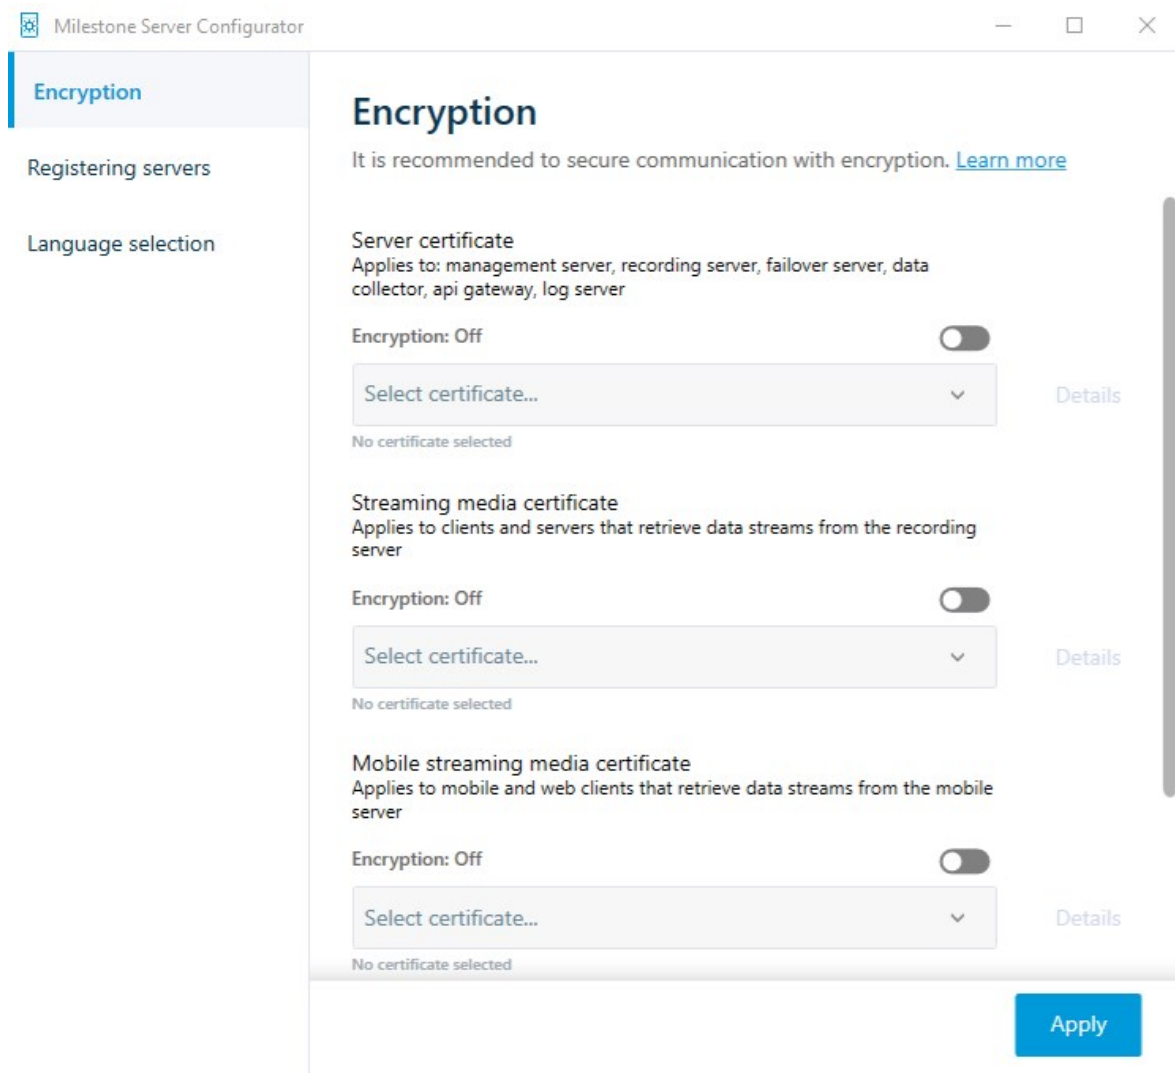 Milestone Server Configurator
Encryption
Registering servers
Language selection
Encryption
It is recommended to secure communication with encryption. Learn more
Server certificate
Applies to: management server, recording server, failover server, data
collector, api gateway, log server
Encryption: Off
Select certificate...
Details
No certificate selected
Streaming media certificate
Applies to clients and servers that retrieve data streams from the recording
server
Encryption: Off
Select certificate...
Details
No certificate selected
Mobile streaming media certificate
Applies to mobile and web clients that retrieve data streams from the mobile
server
Encryption: Off
Select certificate...
Details
No certificate selected
Apply